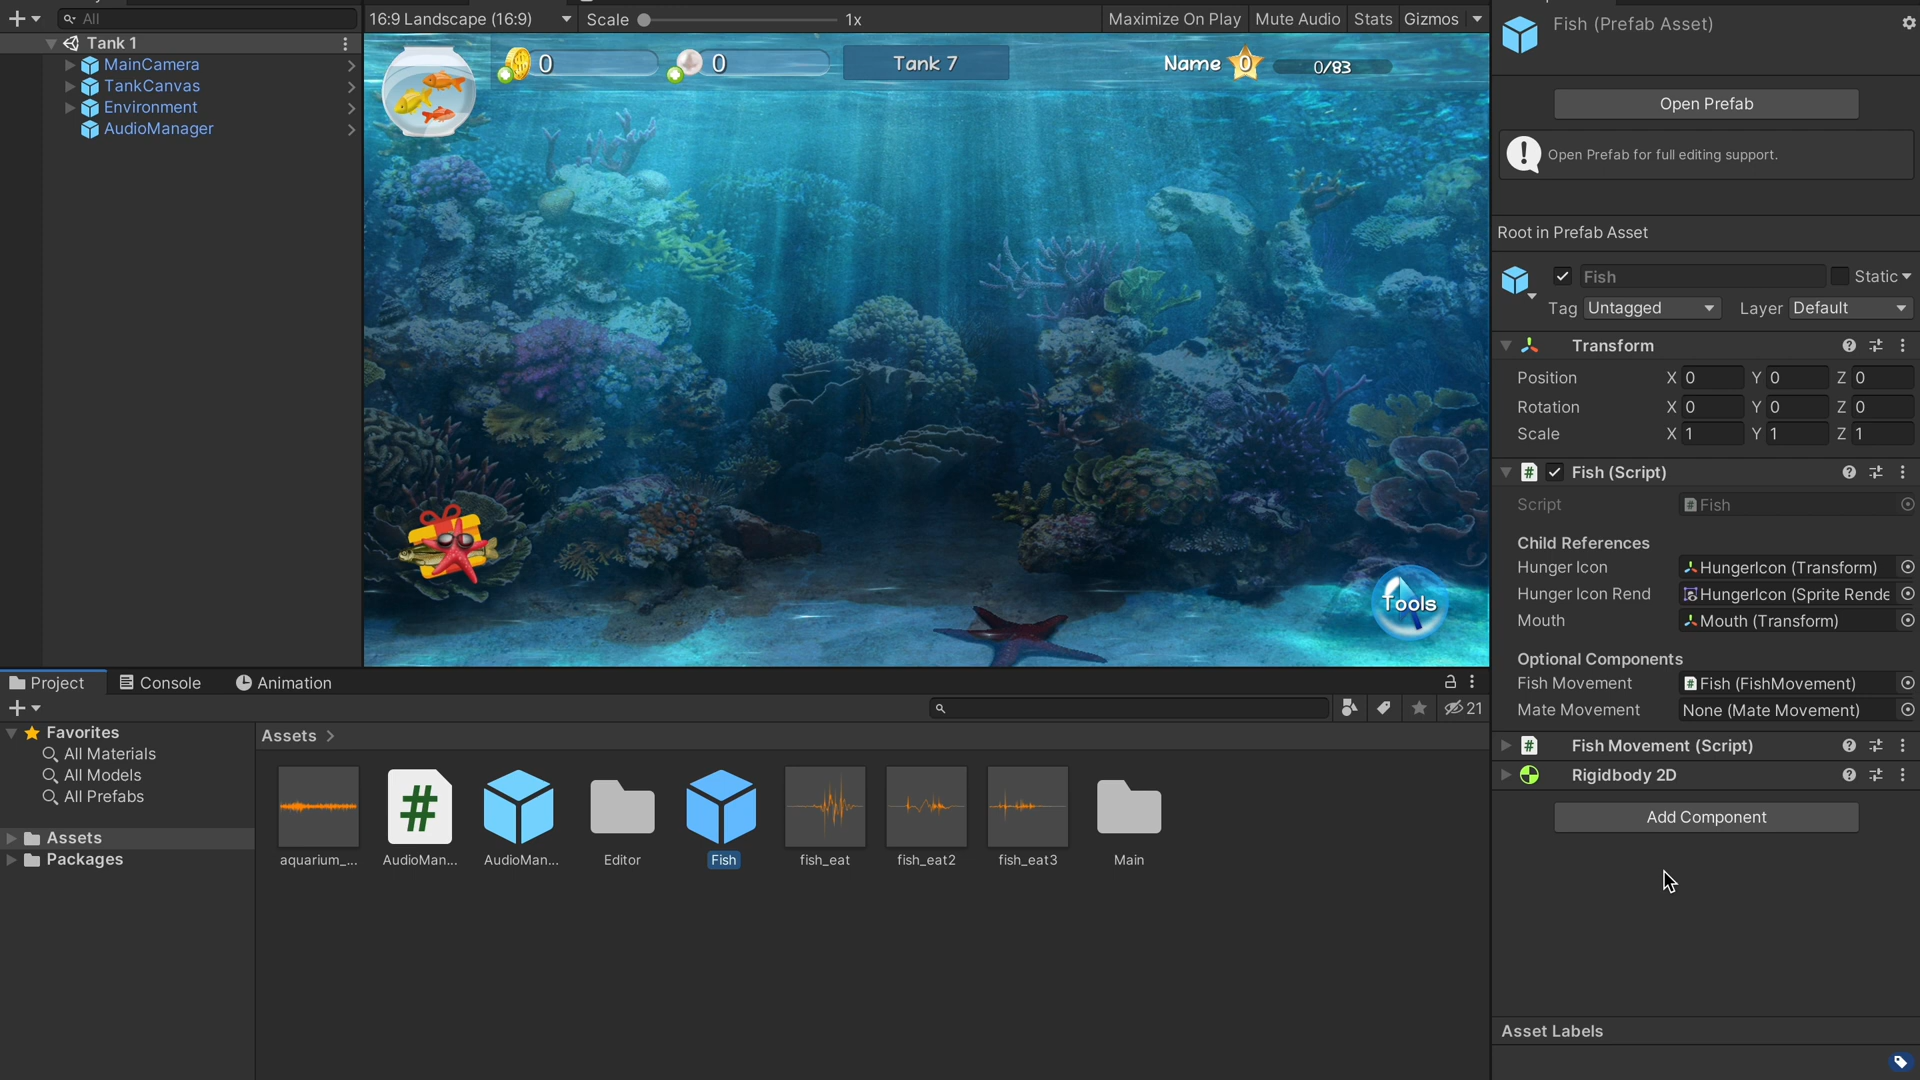 All
Tank 1
MainCamera
TankCanvas
Environment
AudioManager
16:9 Landscape (16:9)
Scale
1x
Maximize On Play
Mute Audio
Stats
Gizmos
0
0
Tank 7
Name
0
0/83
Tools
Fish (Prefab Asset)
Open Prefab
Open Prefab for full editing support.
Root in Prefab Asset
Fish
Static
Tag Untagged
Layer Default
Transform
Position X 0 Y 0 Z 0
Rotation X 0 Y 0 Z 0
Scale X 1 Y 1 Z 1
# Fish (Script)
Script # Fish
Child References
Hunger Icon HungerIcon (Transform)
Hunger Icon Rend HungerIcon (Sprite Rende
Mouth Mouth (Transform)
Optional Components
Fish Movement # Fish (FishMovement)
Mate Movement None (Mate Movement)
# Fish Movement (Script)
Rigidbody 2D
Add Component
Asset Labels
Project
Console
Animation
21
Favorites
All Materials
All Models
All Prefabs
Assets
Packages
Assets >
#
aquarium_...
AudioMan...
AudioMan...
Editor
Fish
fish_eat
fish_eat2
fish_eat3
Main